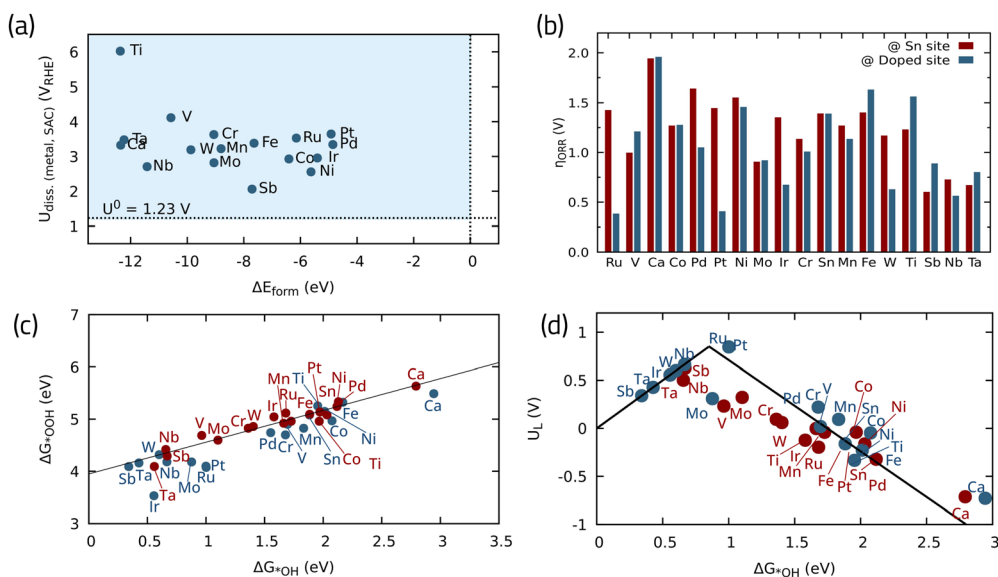 (a)
U_diss. (metal, SAC) (V_RHE)
6
5
4
3
2
1
Ti
V
Ta
Ca
Nb
W
Cr
Mn
Mo
Fe
Sb
Ru
Co
Pt
Pd
Ir
Ni
U⁰ = 1.23 V
-12 -10 -8 -6 -4 -2 0
ΔE_form (eV)
(b)
η_ORR (V)
2.0
1.5
1.0
0.5
0.0
@ Sn site
@ Doped site
Ru V Ca Co Pd Pt Ni Mo Ir Cr Sn Mn Fe W Ti Sb Nb Ta
(c)
ΔG_*OOH (eV)
7
6
5
4
3
Ca
Ca
Pt
Ni
Mn
Ti
Ru
Sn
Pd
Ir
Fe
Cr
W
V
Mo
Nb
W
Sb
Pd
Cr
Mn
Co
Fe
Ni
V
Sn
Co
Ti
Sb
Ta
Nb
Mo
Ru
Pt
Ta
Ir
0 0.5 1 1.5 2 2.5 3
ΔG_*OH (eV)
(d)
U_L (V)
1
0.5
0
-0.5
-1
Ru
Pt
Nb
W
Ir
Ta
Sb
Sb
Nb
Ta
Mo
V
Mo
Pd
Cr
V
Mn
Co
Sn
Co
Ni
Cr
W
Ti
Ir
Mn
Ru
Fe
Pt
Sn
Pd
Ni
Ti
Fe
Ca
Ca
0 0.5 1 1.5 2 2.5 3
ΔG_*OH (eV)